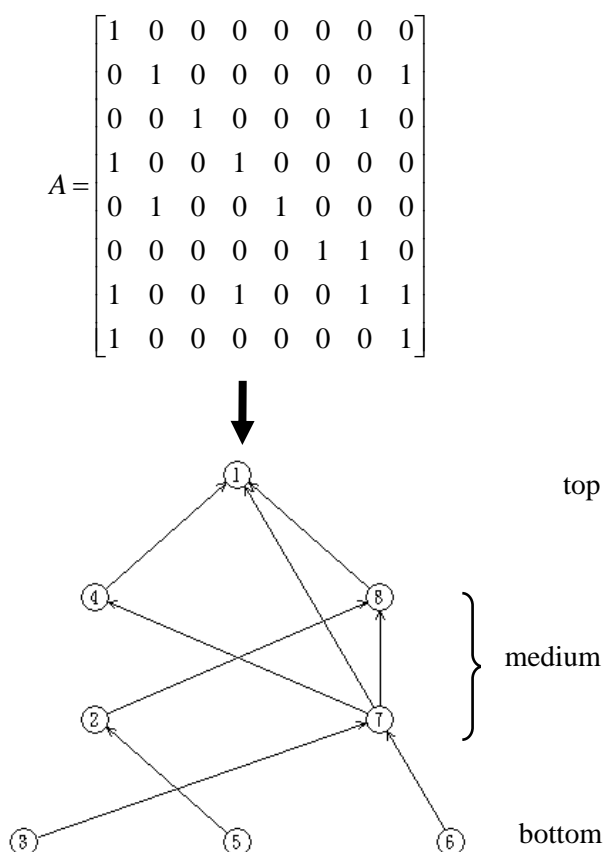 1 0 0 0 0 0 0 0
0 1 0 0 0 0 0 1
0 0 1 0 0 0 1 0
1 0 0 1 0 0 0 0
A = 0 1 0 0 1 0 0 0
0 0 0 0 0 1 1 0
1 0 0 1 0 0 1 1
1 0 0 0 0 0 0 1
1 top
4 8
medium
2 7
3 5 6 bottom